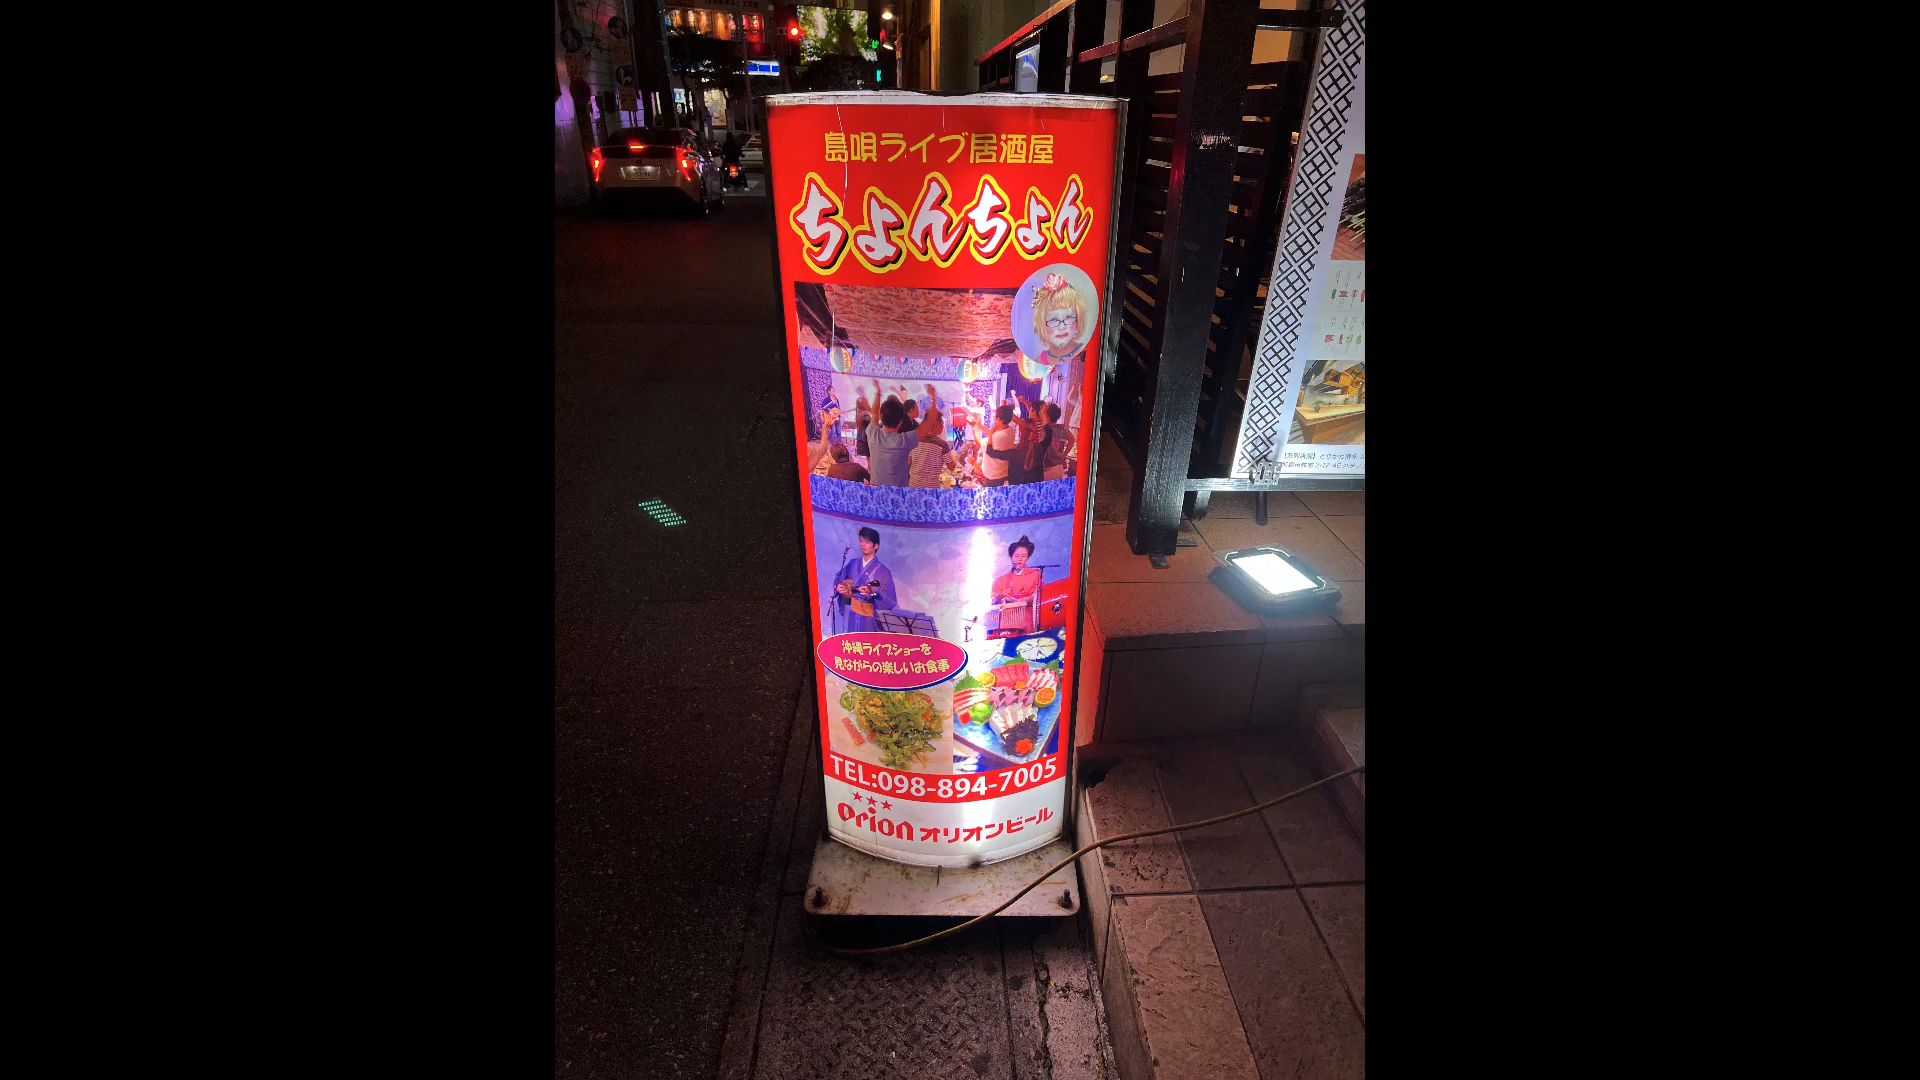 島唄ライブ居酒屋
ちょんちょん
沖縄ライブショーを
見ながらの楽しいお食事
TEL:098-894-7005
orion オリオンビール